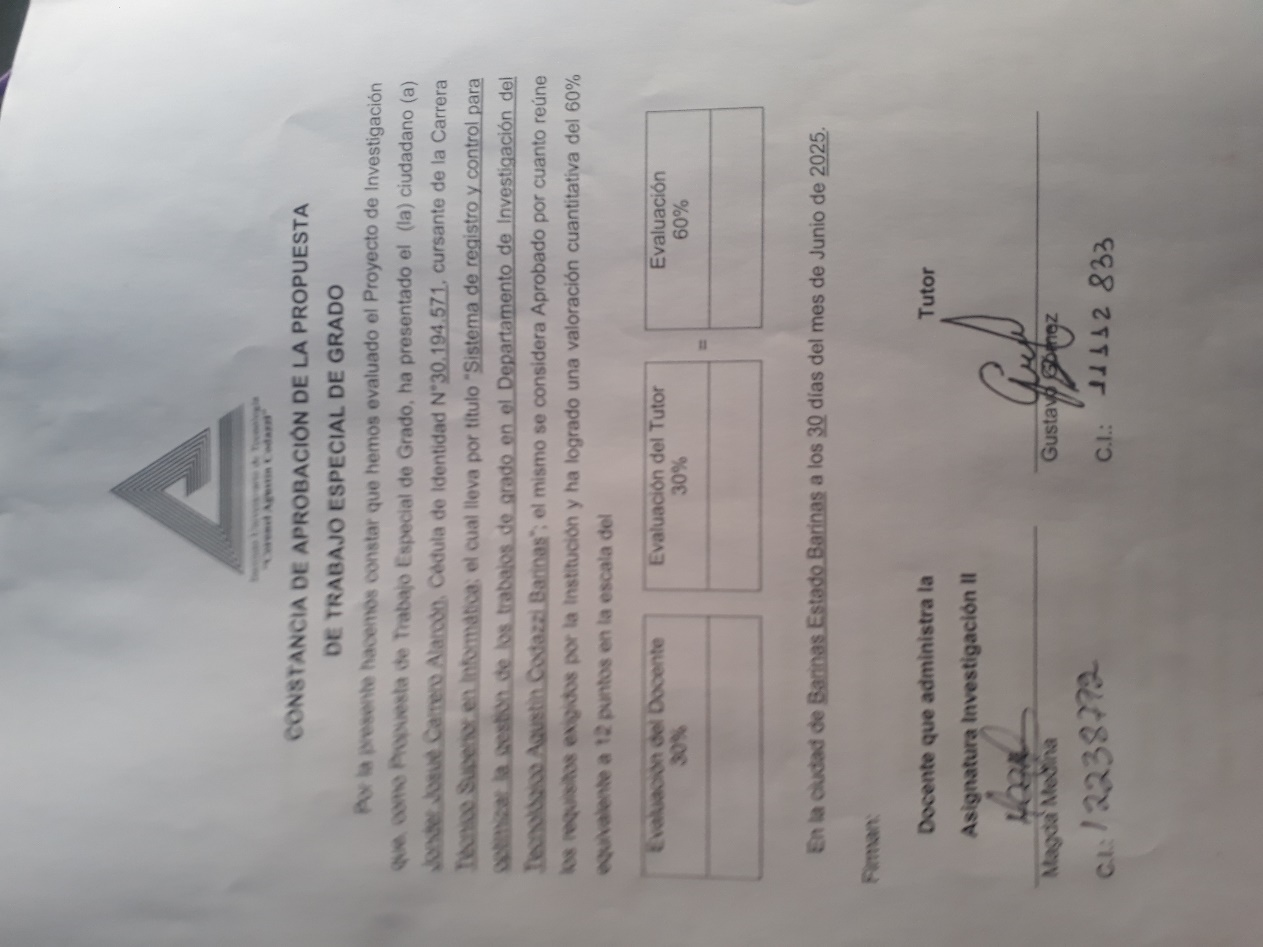 Instituto Universitario de Tecnología
"Coronel Agustín Codazzi"
CONSTANCIA DE APROBACIÓN DE LA PROPUESTA
DE TRABAJO ESPECIAL DE GRADO
Por la presente hacemos constar que hemos evaluado el Proyecto de Investigación
que, como Propuesta de Trabajo Especial de Grado, ha presentado el (la) ciudadano (a)
Josué Carrero Alarcón, Cédula de Identidad N°30.194.571, cursante de la Carrera
Técnico Superior en Informática; el cual lleva por título "Sistema de registro y control para
optimizar la gestión de los trabajos de grado en el Departamento de Investigación del
Tecnológico Agustín Codazzi Barinas"; el mismo se considera Aprobado por cuanto reúne
los requisitos exigidos por la Institución y ha logrado una valoración cuantitativa del 60%
equivalente a 12 puntos en la escala del
Evaluación del Docente
30%
Evaluación del Tutor
30%
=
Evaluación
60%
En la ciudad de Barinas Estado Barinas a los 30 días del mes de Junio de 2025.
Firman:
Docente que administra la
Asignatura Investigación II
Magda Medina
C.I.: 12238772
Tutor
Gustavo Gómez
C.I.: 11112 833